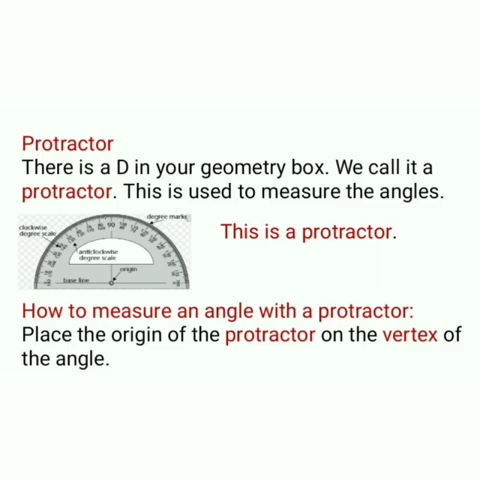 Protractor
There is a D in your geometry box. We call it a
protractor. This is used to measure the angles.
degree marks
clockwise
degree scale
This is a protractor.
anticlockwise
degree scale
origin
base line
How to measure an angle with a protractor:
Place the origin of the protractor on the vertex of
the angle.